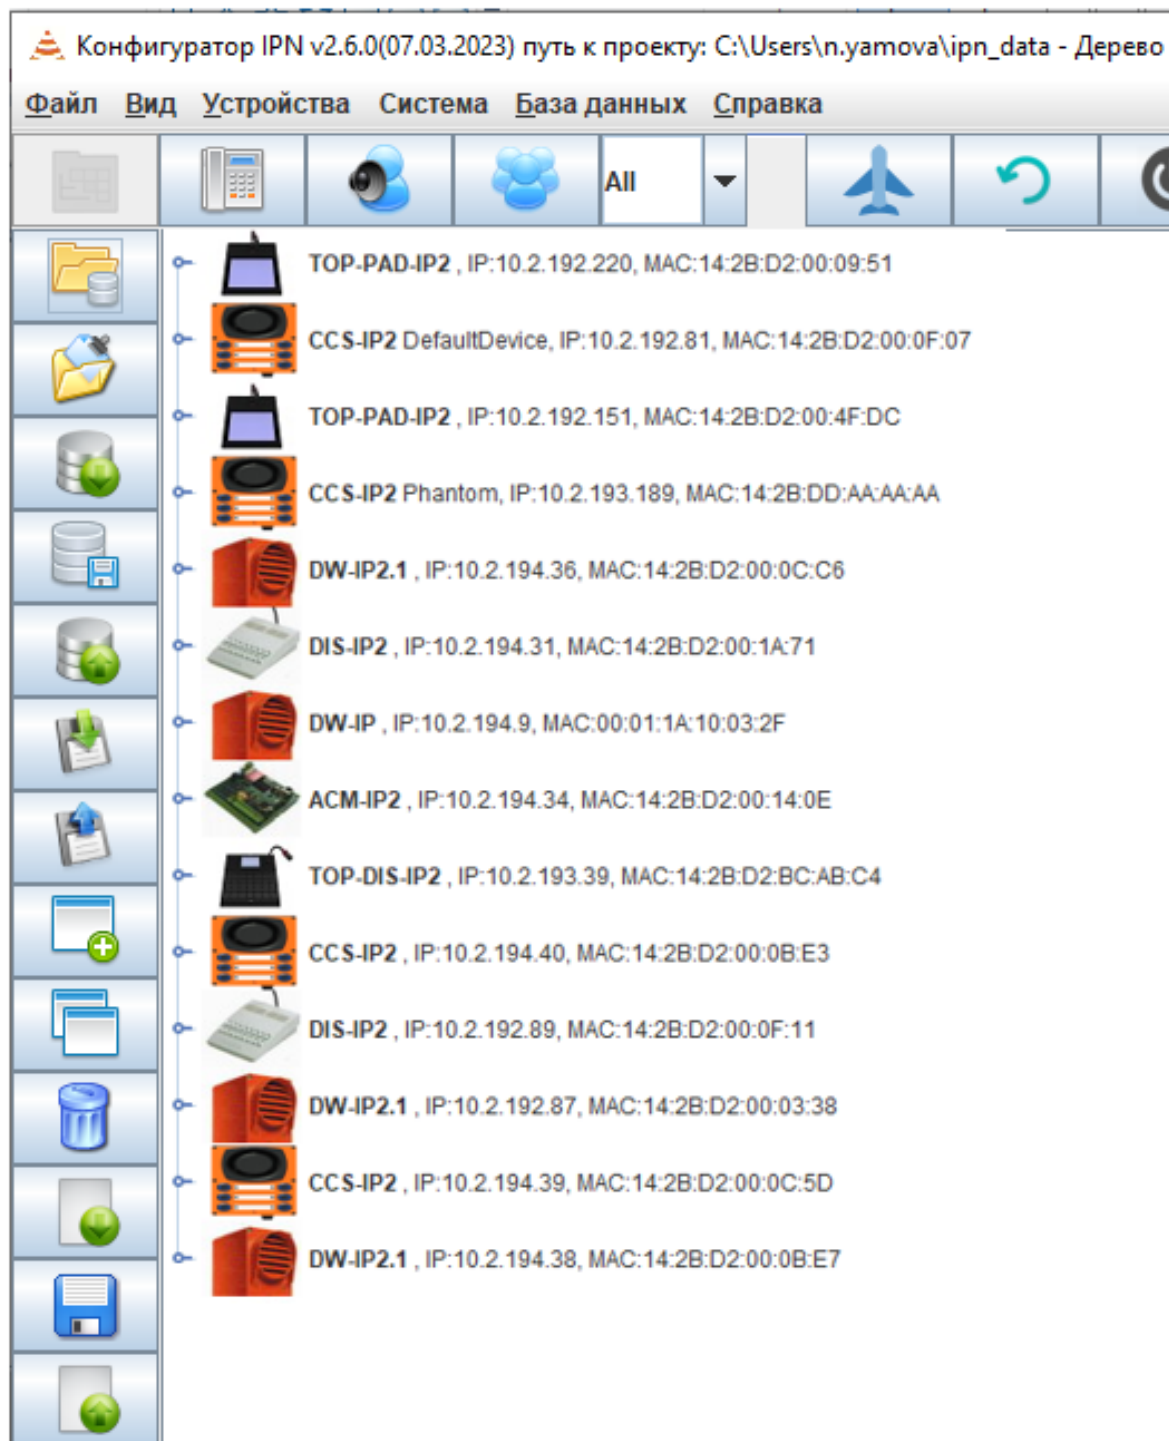 Конфигуратор IPN v2.6.0(07.03.2023) путь к проекту: C:\Users\n.yamova\ipn_data - Дерево
Файл Вид Устройства Система База данных Справка
All
TOP-PAD-IP2 , IP:10.2.192.220, MAC:14:2B:D2:00:09:51
CCS-IP2 DefaultDevice, IP:10.2.192.81, MAC:14:2B:D2:00:0F:07
TOP-PAD-IP2 , IP:10.2.192.151, MAC:14:2B:D2:00:4F:DC
CCS-IP2 Phantom, IP:10.2.193.189, MAC:14:2B:DD:AA:AA:AA
DW-IP2.1 , IP:10.2.194.36, MAC:14:2B:D2:00:0C:C6
DIS-IP2 , IP:10.2.194.31, MAC:14:2B:D2:00:1A:71
DW-IP , IP:10.2.194.9, MAC:00:01:1A:10:03:2F
ACM-IP2 , IP:10.2.194.34, MAC:14:2B:D2:00:14:0E
TOP-DIS-IP2 , IP:10.2.193.39, MAC:14:2B:D2:BC:AB:C4
CCS-IP2 , IP:10.2.194.40, MAC:14:2B:D2:00:0B:E3
DIS-IP2 , IP:10.2.192.89, MAC:14:2B:D2:00:0F:11
DW-IP2.1 , IP:10.2.192.87, MAC:14:2B:D2:00:03:38
CCS-IP2 , IP:10.2.194.39, MAC:14:2B:D2:00:0C:5D
DW-IP2.1 , IP:10.2.194.38, MAC:14:2B:D2:00:0B:E7